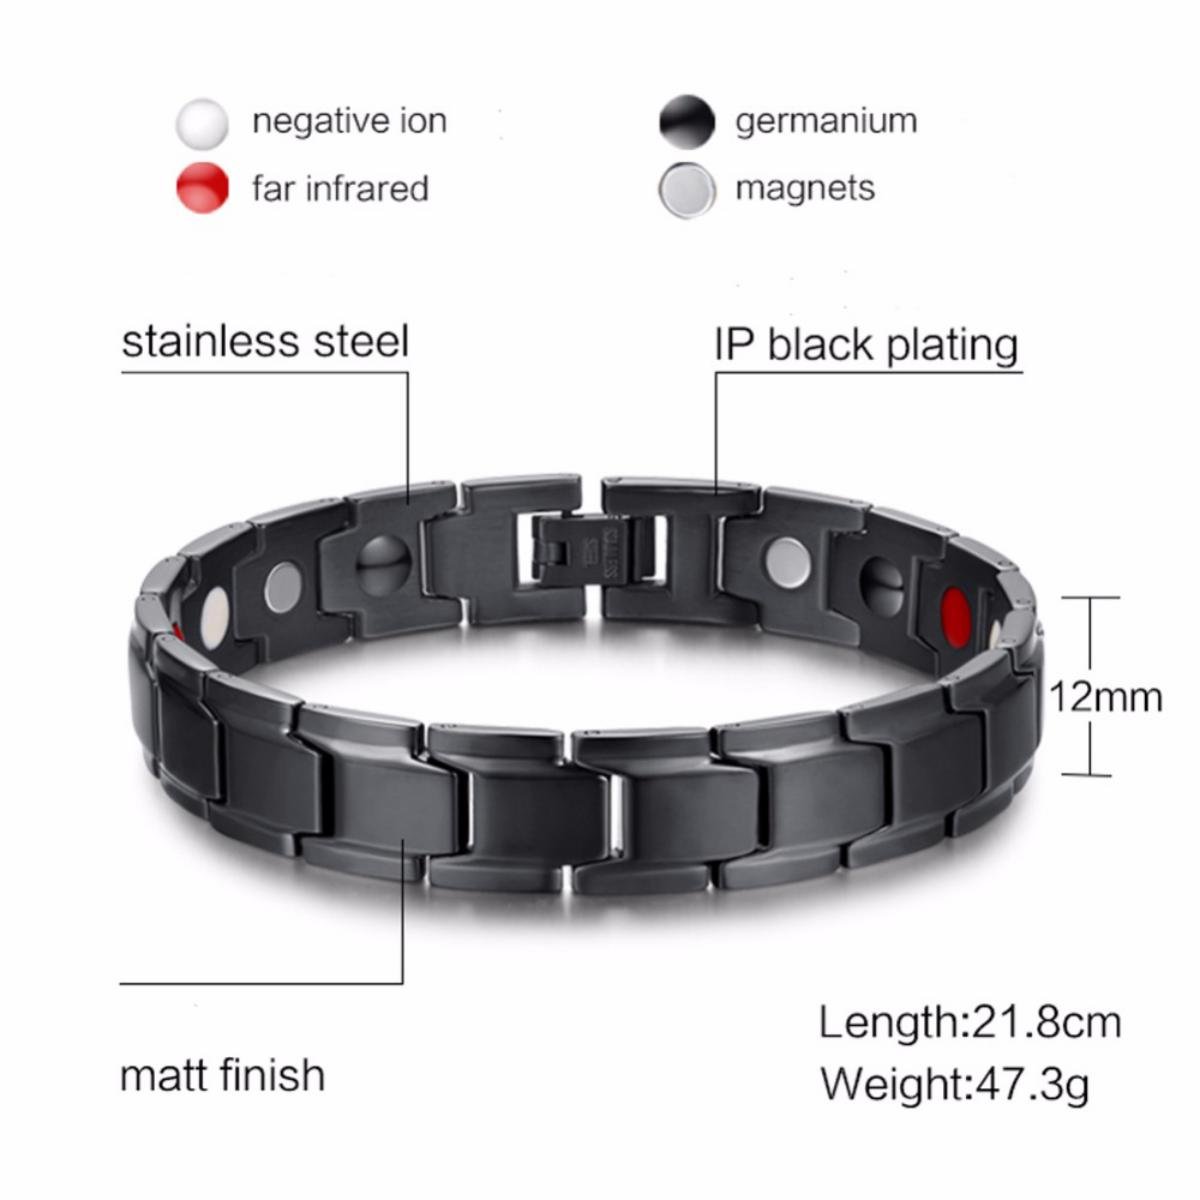 negative ion
germanium
far infrared
magnets
stainless steel
IP black plating
12mm
matt finish
Length:21.8cm
Weight:47.3g